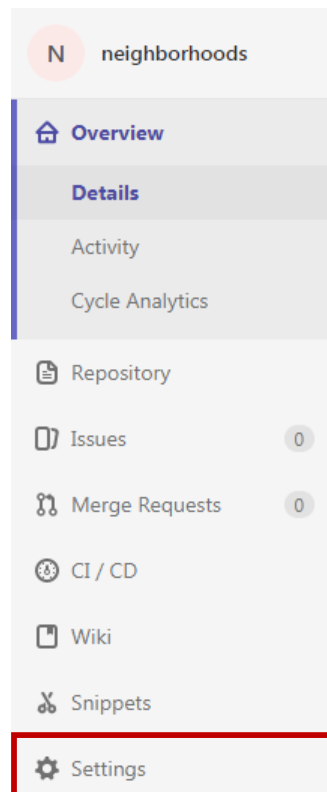 N neighborhoods
Overview
Details
Activity
Cycle Analytics
Repository
Issues 0
Merge Requests 0
CI / CD
Wiki
Snippets
Settings